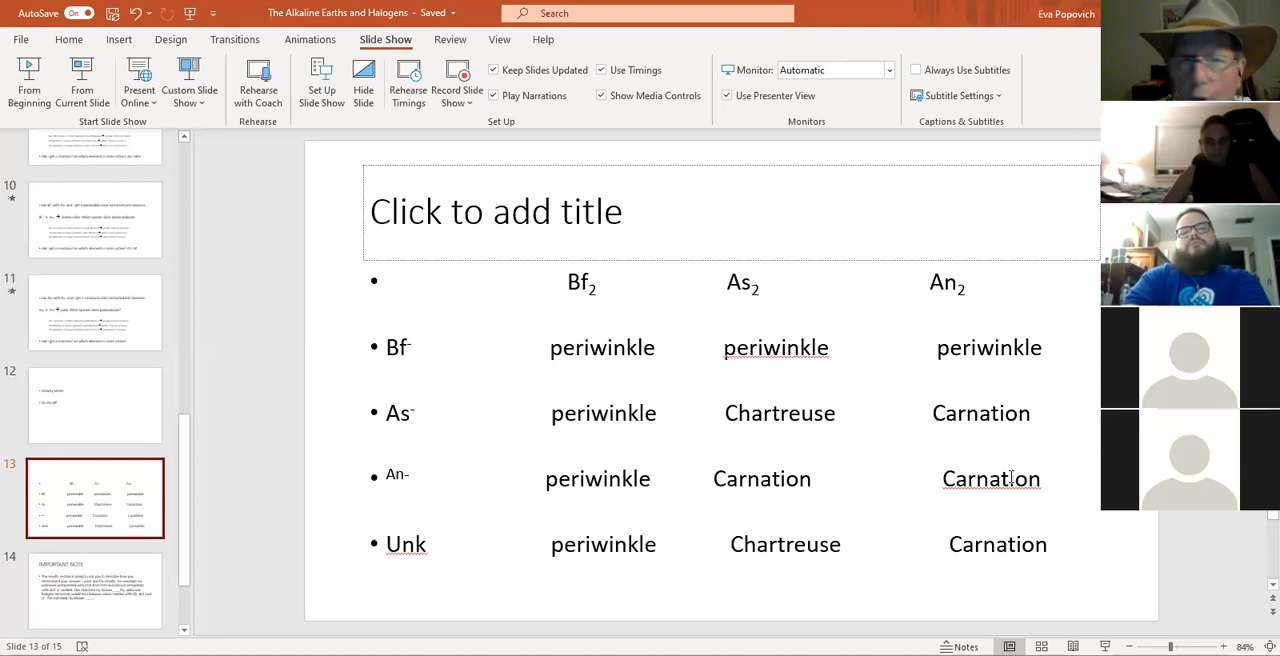 AutoSave On The Alkaline Earths and Halogens - Saved Search Eva Popovich
File Home Insert Design Transitions Animations Slide Show Review View Help
From Beginning
From Current Slide
Present Online
Custom Slide Show
Start Slide Show
Rehearse with Coach
Rehearse
Set Up Slide Show
Hide Slide
Rehearse Timings
Record Slide Show
Keep Slides Updated
Use Timings
Play Narrations
Show Media Controls
Set Up
Monitor: Automatic
Use Presenter View
Monitors
Always Use Subtitles
Subtitle Settings
Captions & Subtitles
10
11
12
13
14
IMPORTANT NOTE
Click to add title
• Bf₂ As₂ An₂
• Bf⁻ periwinkle periwinkle periwinkle
• As⁻ periwinkle Chartreuse Carnation
• An- periwinkle Carnation Carnation
• Unk periwinkle Chartreuse Carnation
Slide 13 of 15 Notes 84%